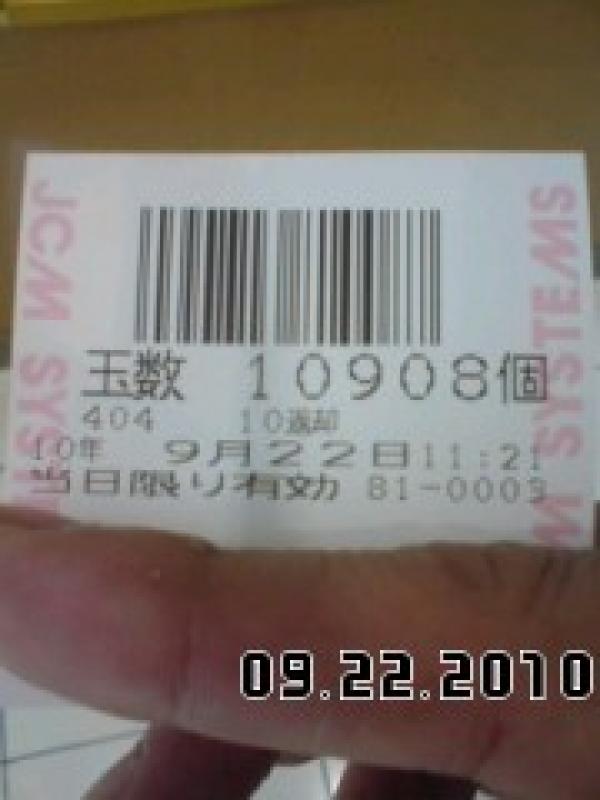 JCM SYSTEMS
玉数 10908個
404 10返却
10年 9月22日11:21
当日限り有効 81-0003
JCM SYSTEMS
09.22.2010